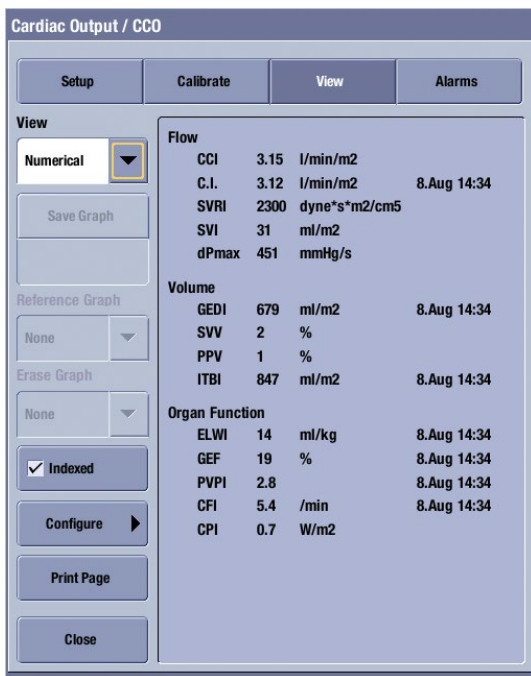 Cardiac Output / CCO
Setup Calibrate View Alarms
View
Numerical
Save Graph
Reference Graph
None
Erase Graph
None
Indexed
Configure
Print Page
Close
Flow
CCI 3.15 l/min/m2
C.I. 3.12 l/min/m2 8.Aug 14:34
SVRI 2300 dyne*s*m2/cm5
SVI 31 ml/m2
dPmax 451 mmHg/s
Volume
GEDI 679 ml/m2 8.Aug 14:34
SVV 2 %
PPV 1 %
ITBI 847 ml/m2 8.Aug 14:34
Organ Function
ELWI 14 ml/kg 8.Aug 14:34
GEF 19 % 8.Aug 14:34
PVPI 2.8 8.Aug 14:34
CFI 5.4 /min 8.Aug 14:34
CPI 0.7 W/m2